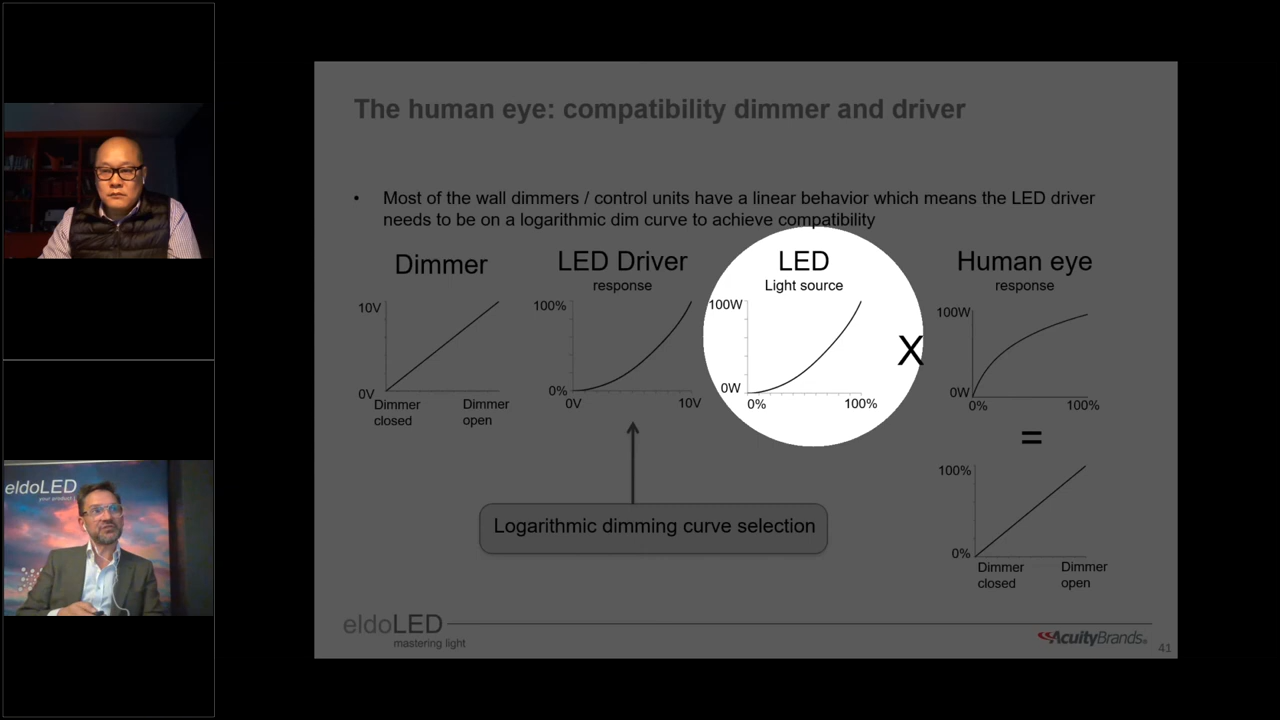 The human eye: compatibility dimmer and driver
• Most of the wall dimmers / control units have a linear behavior which means the LED driver
needs to be on a logarithmic dim curve to achieve compatibility
Dimmer
10V
0V
Dimmer
closed
Dimmer
open
LED Driver
response
100%
0%
0V
10V
LED
Light source
100W
0W
0%
100%
X
Human eye
response
100W
0W
0%
100%
=
100%
0%
Dimmer
closed
Dimmer
open
Logarithmic dimming curve selection
eldoLED
mastering light
AcuityBrands®
41
eldoLED
your product